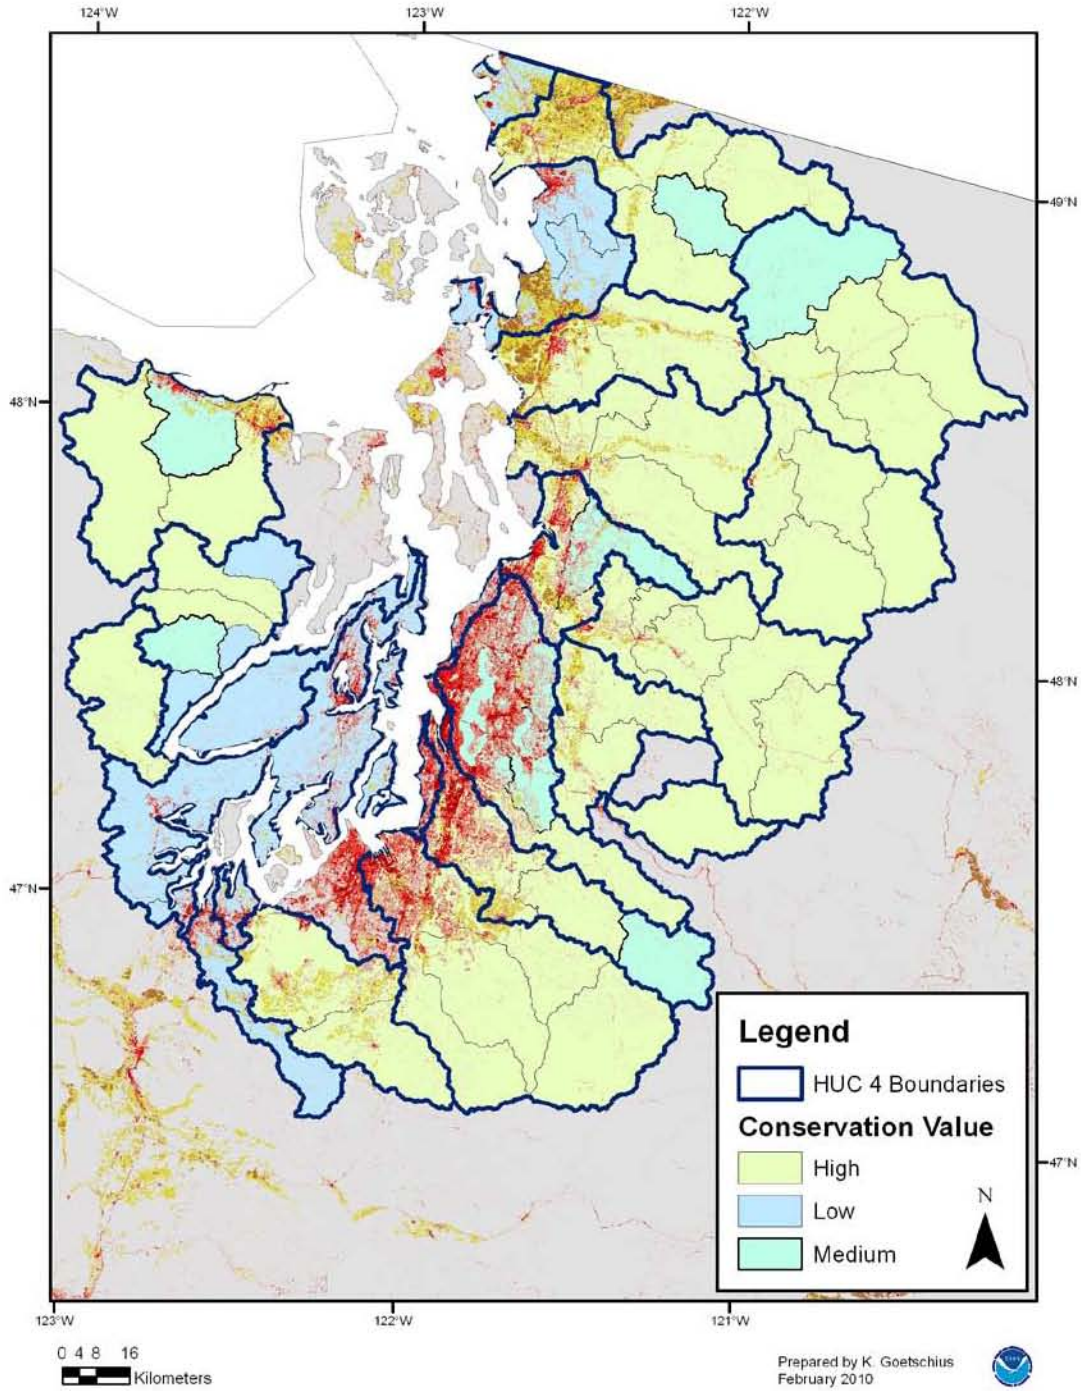 124°W 123°W 122°W
49°N
48°N
48°N
47°N
47°N
Legend
HUC 4 Boundaries
Conservation Value
High
Low
Medium
N
123°W 122°W 121°W
0 4 8 16
Kilometers
Prepared by K. Goetschius
February 2010